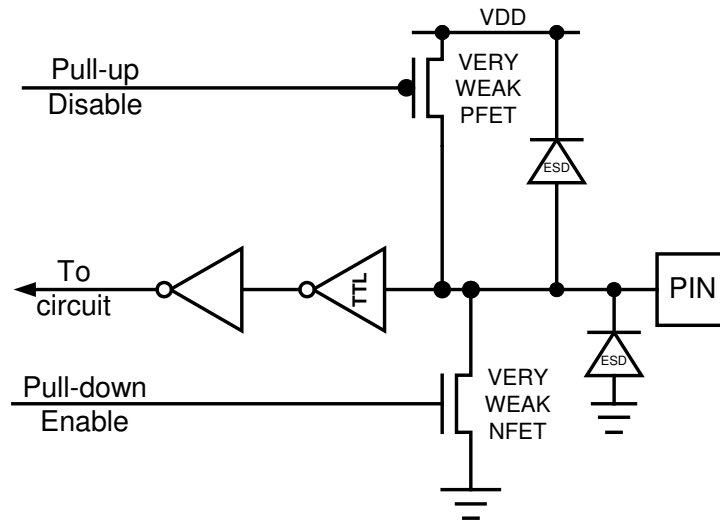 VDD
Pull-up
Disable
VERY
WEAK
PFET
ESD
To
circuit
TTL
PIN
ESD
Pull-down
Enable
VERY
WEAK
NFET